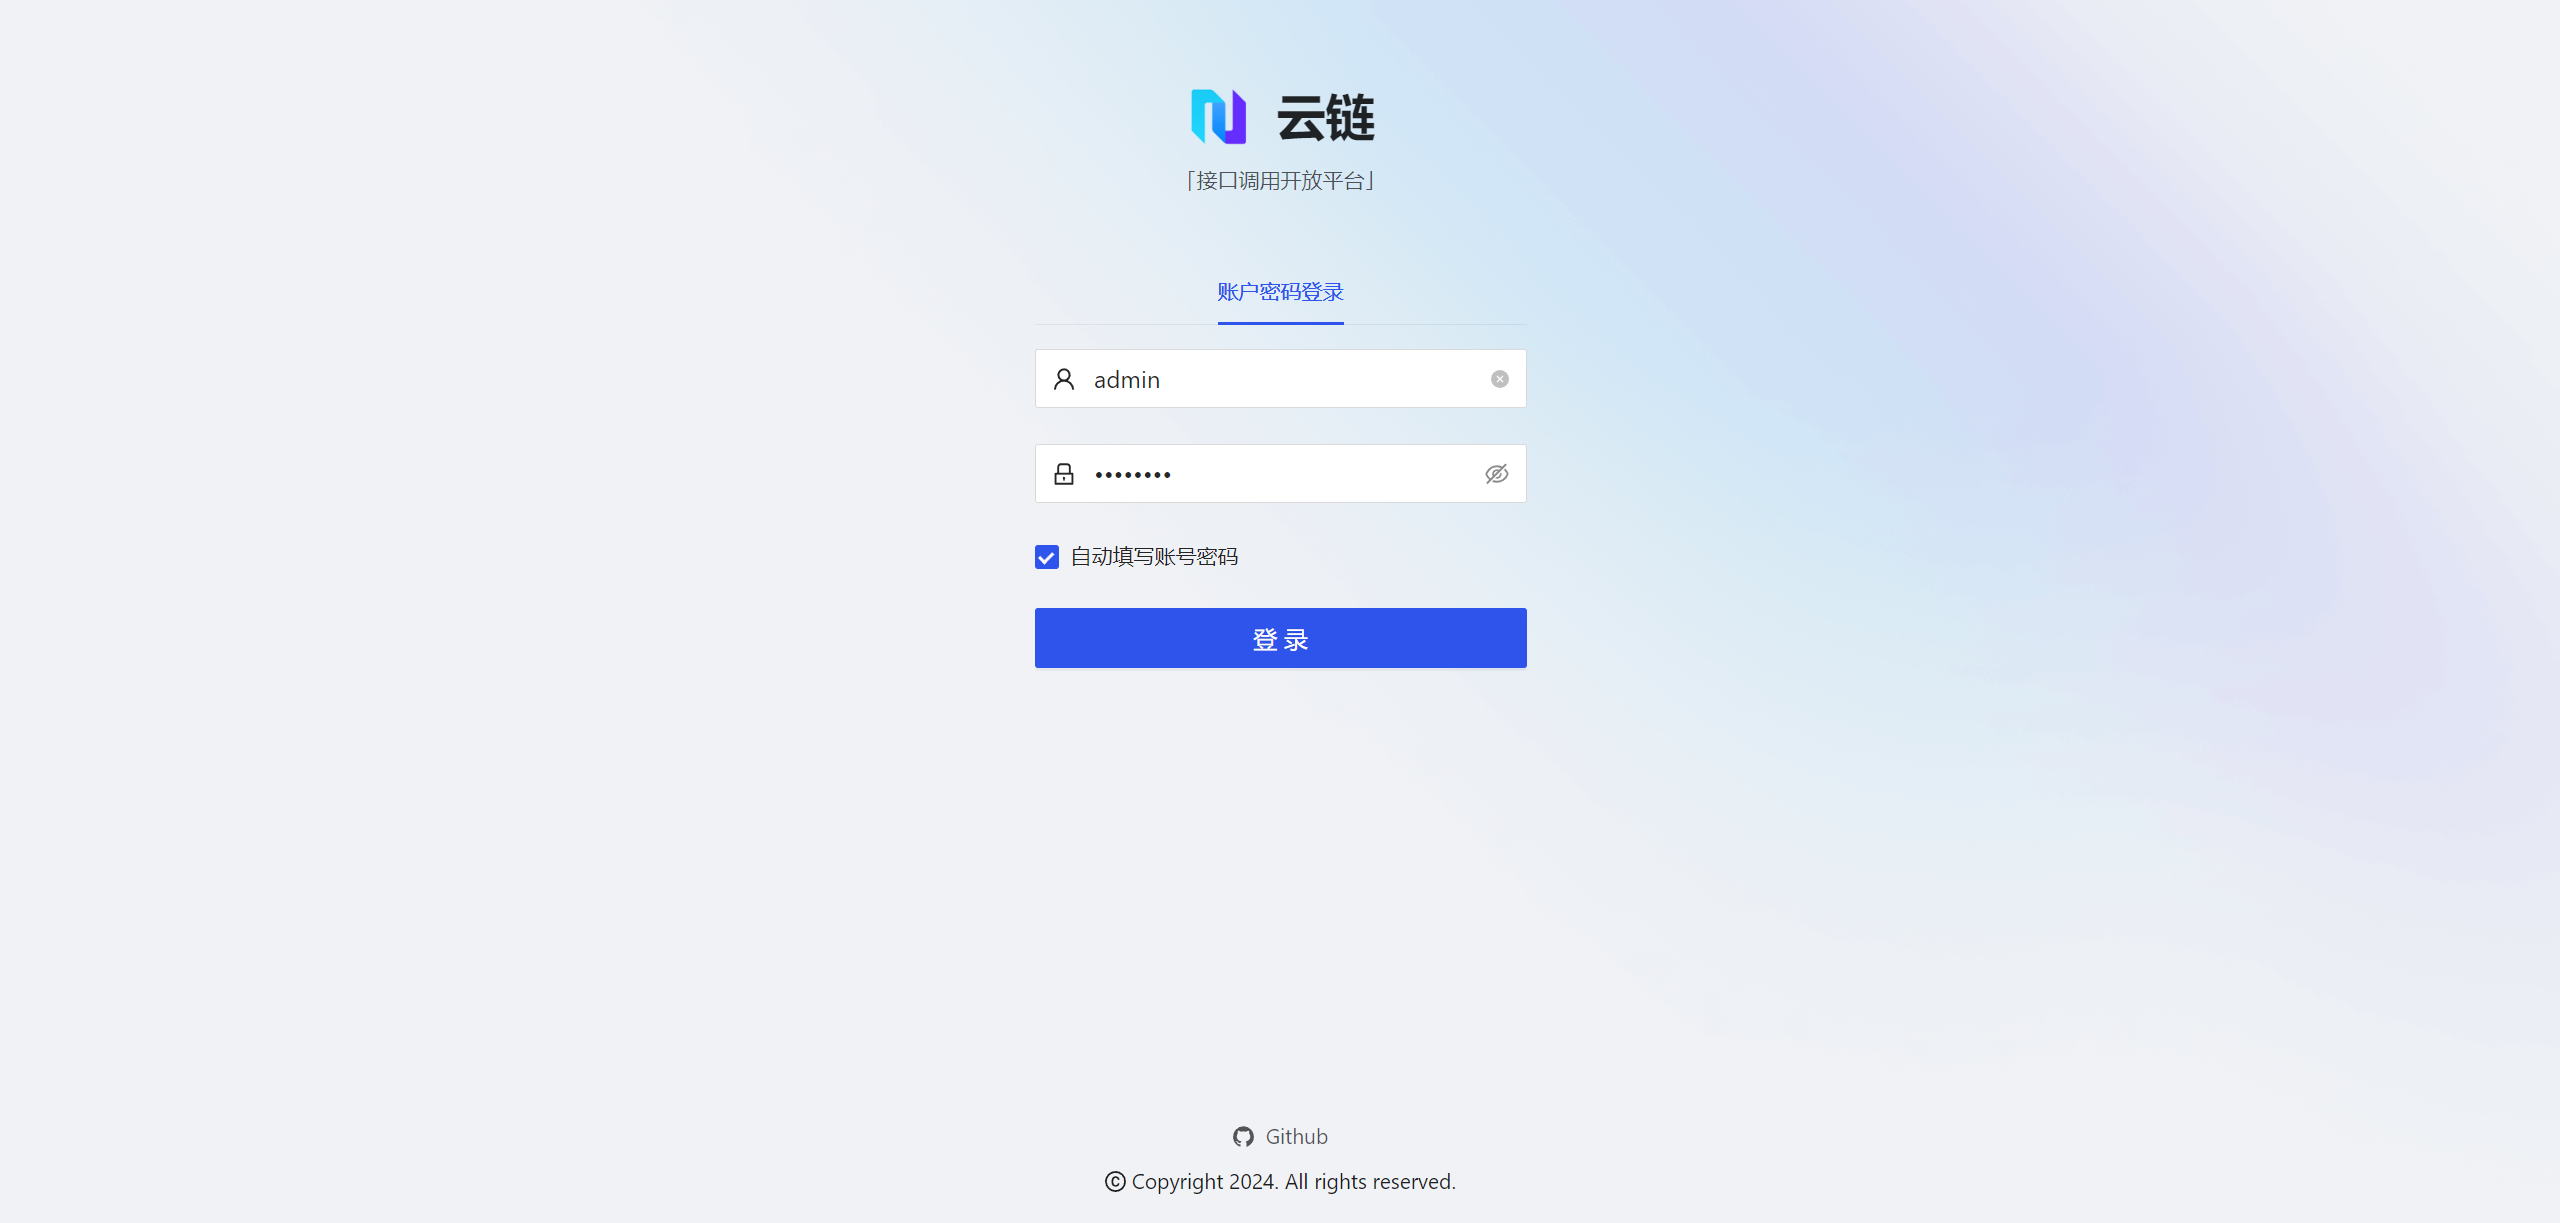 云链
「接口调用开放平台」
账户密码登录
admin
••••••••
自动填写账号密码
登 录
Github
© Copyright 2024. All rights reserved.